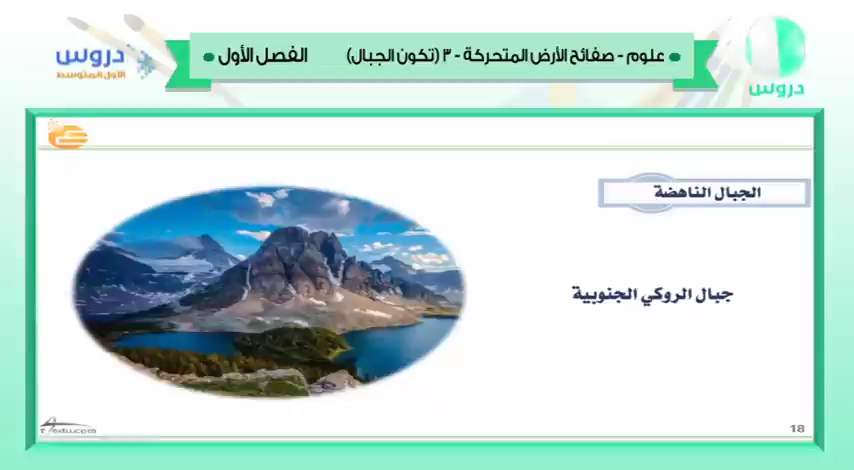 علوم - صفائح الأرض المتحركة - ٣ (تكون الجبال) الفصل الأول
دروس
الأول المتوسط
دروس
الجبال الناهضة
جبال الروكي الجنوبية
18